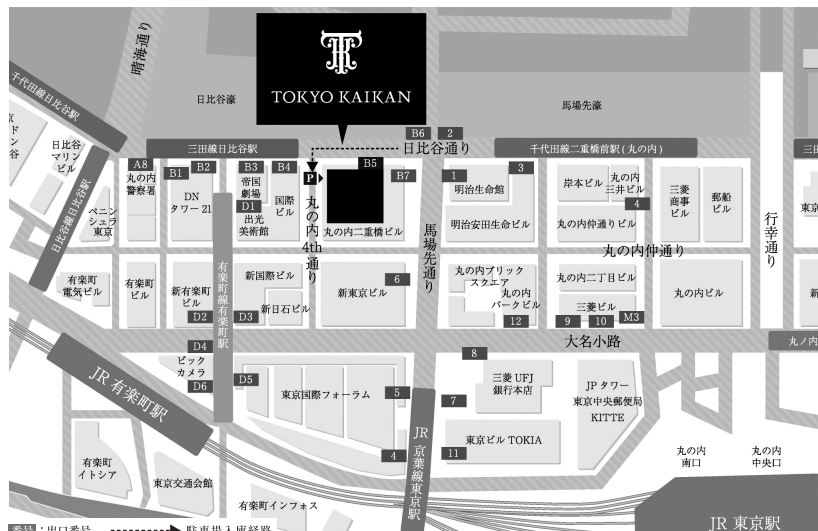 晴海通り
TOKYO KAIKAN
日比谷濠
馬場先濠
千代田線日比谷駅
B6
2
日比谷通り
三田線日比谷駅
千代田線二重橋前駅(丸の内)
日比谷
マリン
ビル
A8
丸の内
警察署
B1
B2
DN
タワー21
B3
帝国
劇場
D1
出光
美術館
B4
国際
ビル
P
B5
B7
丸の内二重橋ビル
1
3
明治生命館
明治安田生命ビル
岸本ビル
丸の内
三井ビル
4
丸の内仲通りビル
三菱
商事
ビル
郵船
ビル
ペニン
シュラ
東京
日比谷線日比谷駅
丸の内
4th
通り
馬場先通り
丸の内仲通り
行幸通り
有楽町
電気ビル
有楽町
ビル
新有楽町
ビル
D2
有楽町線有楽町駅
新国際ビル
新日石ビル
D3
6
新東京ビル
丸の内ブリック
スクエア
丸の内
パークビル
12
丸の内二丁目ビル
三菱ビル
9
10
M3
丸の内ビル
大名小路
丸ノ内
D4
ビック
カメラ
D6
D5
JR 有楽町駅
東京国際フォーラム
5
4
JR 京葉線東京駅
8
三菱UFJ
銀行本店
7
11
東京ビルTOKIA
JPタワー
東京中央郵便局
KITTE
丸の内
南口
丸の内
中央口
有楽町
イトシア
東京交通会館
有楽町インフォス
JR 東京駅
番号:出口番号
駐車場入庫経路